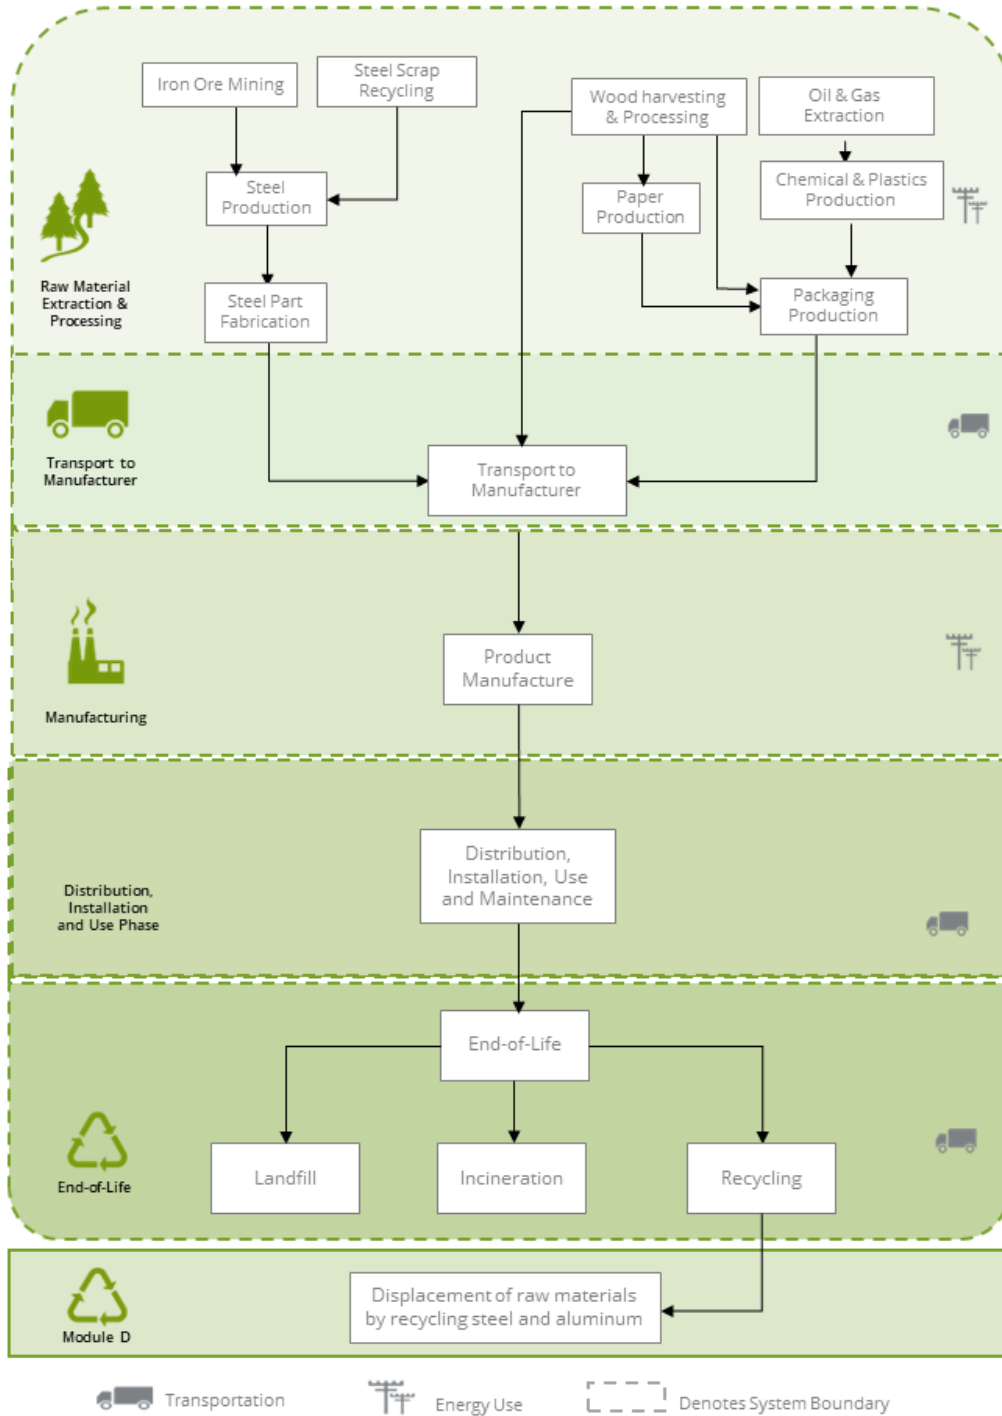 Iron Ore Mining
Steel Scrap
Recycling
Wood harvesting
& Processing
Oil & Gas
Extraction
Steel
Production
Paper
Production
Chemical & Plastics
Production
Raw Material
Extraction &
Processing
Steel Part
Fabrication
Packaging
Production
Transport to
Manufacturer
Transport to
Manufacturer
Product
Manufacture
Manufacturing
Distribution,
Installation
and Use Phase
Distribution,
Installation, Use
and Maintenance
End-of-Life
Landfill
Incineration
Recycling
End-of-Life
Displacement of raw materials
by recycling steel and aluminum
Module D
Transportation
Energy Use
Denotes System Boundary